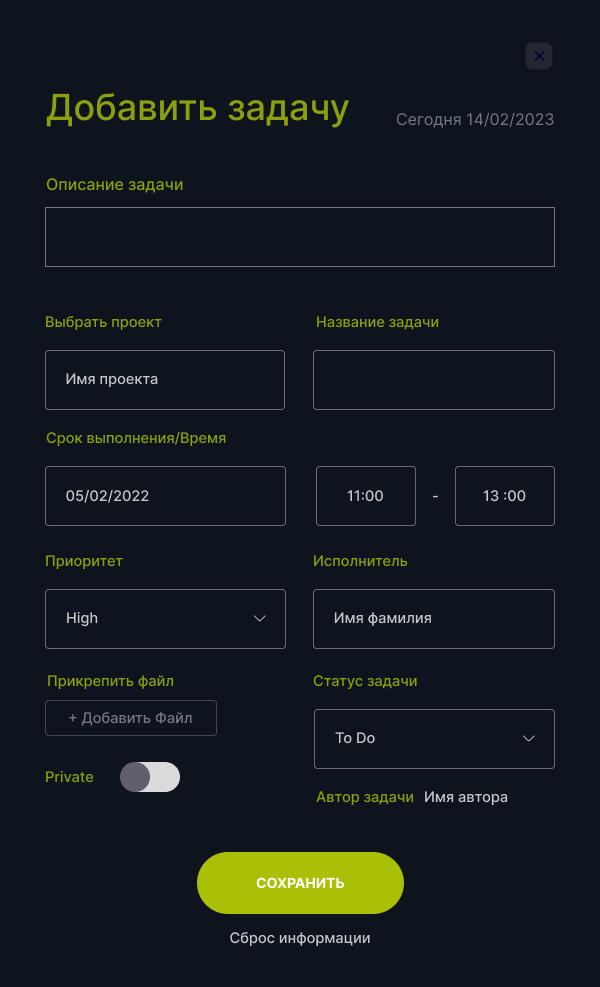 Добавить задачу
Сегодня 14/02/2023
Описание задачи
Выбрать проект
Название задачи
Имя проекта
Срок выполнения/Время
05/02/2022
11:00
-
13 :00
Приоритет
Исполнитель
High
Имя фамилия
Прикрепить файл
Статус задачи
+ Добавить Файл
To Do
Private
Автор задачи Имя автора
СОХРАНИТЬ
Сброс информации